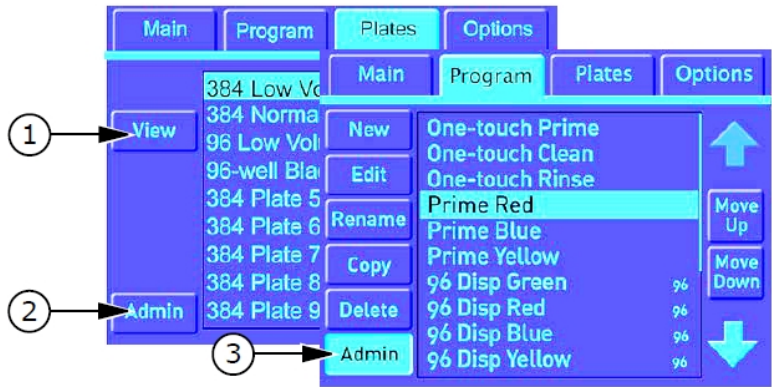 Main Program Plates Options
384 Low Vo
384 Norma
96 Low Vol
96-well Bla
384 Plate 5
384 Plate 6
384 Plate 7
384 Plate 8
384 Plate 9
View
Admin
1
2
3
Main Program Plates Options
New
Edit
Rename
Copy
Delete
Admin
One-touch Prime
One-touch Clean
One-touch Rinse
Prime Red
Prime Blue
Prime Yellow
96 Disp Green 96
96 Disp Red 96
96 Disp Blue 96
96 Disp Yellow 96
Move
Up
Move
Down